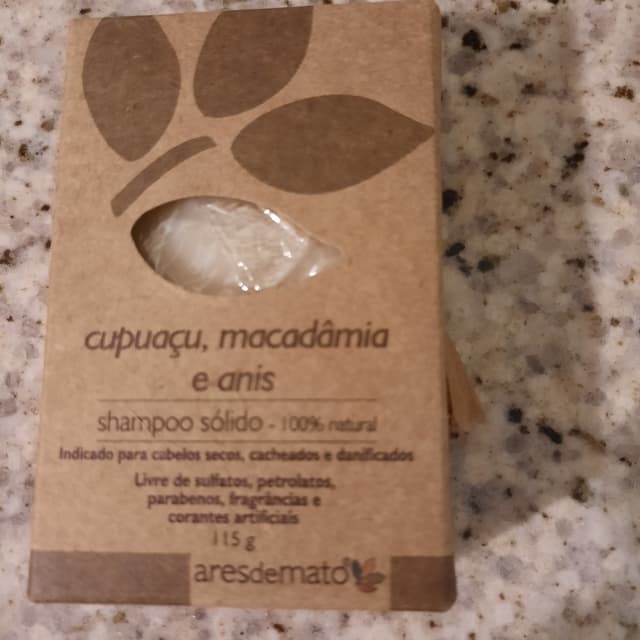 cupuaçu, macadâmia
e anis
shampoo sólido - 100% natural
Indicado para cabelos secos, cacheados e danificados
Livre de sulfatos, petrolatos,
parabenos, fragrâncias e
corantes artificiais
115 g
aresdemato